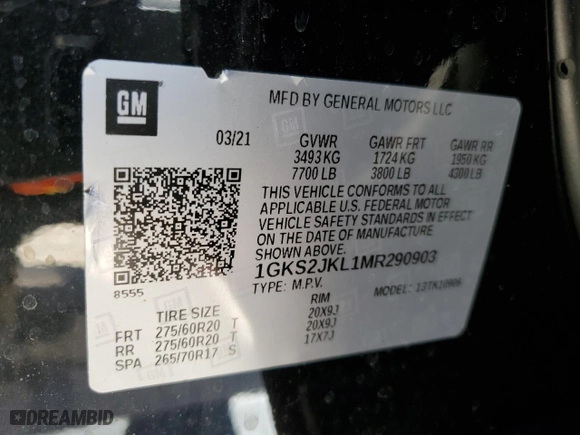 GM
MFD BY GENERAL MOTORS LLC
03/21 GVWR GAWR FRT GAWR RR
3493 KG 1724 KG 1950 KG
7700 LB 3800 LB 4300 LB
THIS VEHICLE CONFORMS TO ALL
APPLICABLE U.S. FEDERAL MOTOR
VEHICLE SAFETY STANDARDS IN EFFECT
ON THE DATE OF MANUFACTURE
SHOWN ABOVE.
1GKS2JKL1MR290903
8555 TYPE: M.P.V. MODEL:
TIRE SIZE RIM
FRT 275/60R20 T 20X9J
RR 275/60R20 T 20X9J
SPA 265/70R17 S 17X7J
DREAMBID